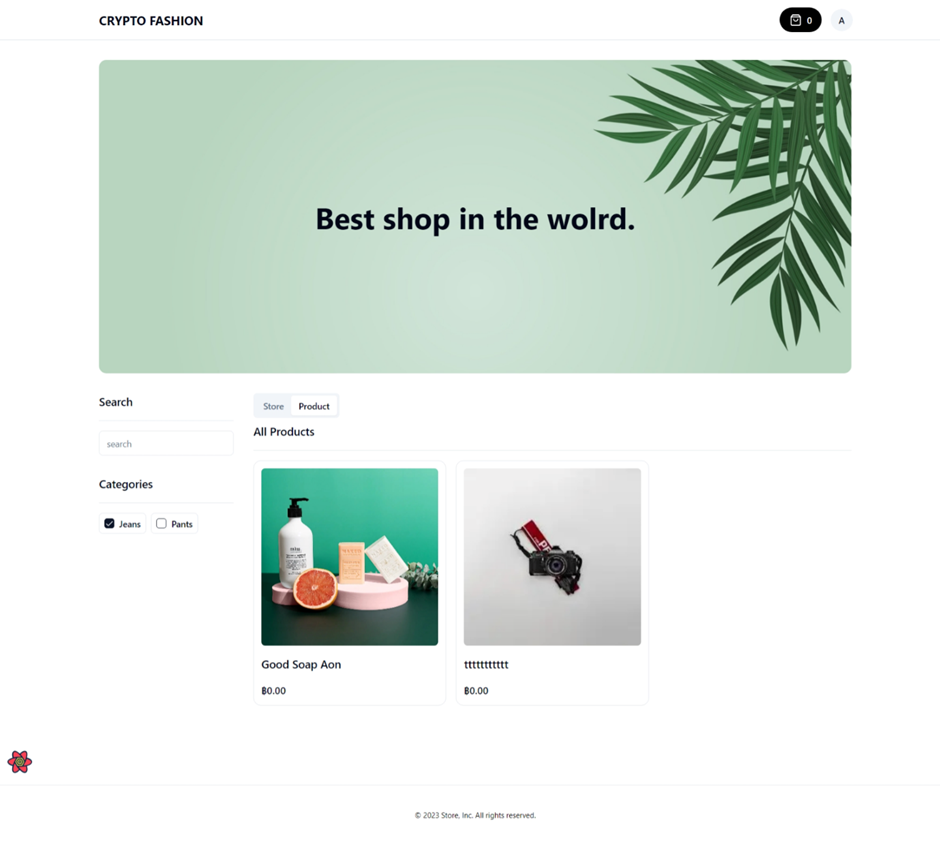 CRYPTO FASHION
0
A
Best shop in the wolrd.
Search
search
Categories
Jeans
Pants
Store
Product
All Products
Good Soap Aon
฿0.00
ttttttttttt
฿0.00
© 2023 Store, Inc. All rights reserved.